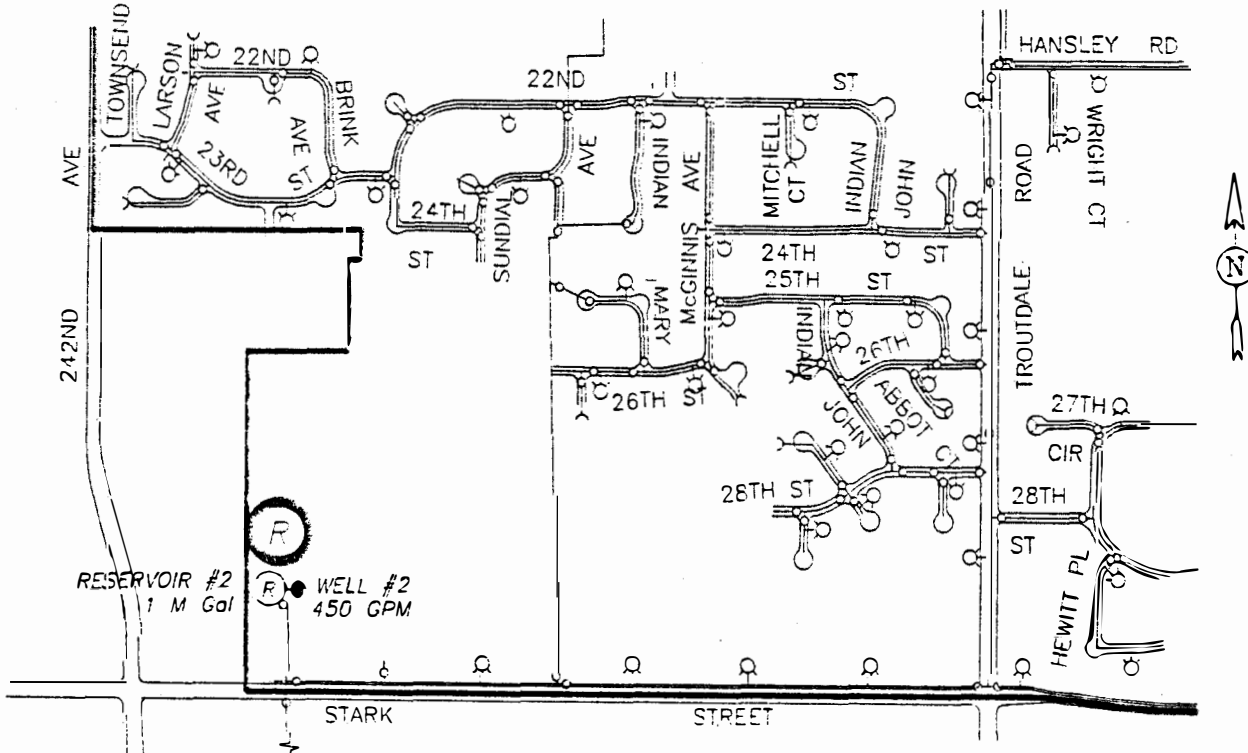 TOWNSEND
LARSON
AVE
22ND
BRINK
AVE
22ND
ST
HANSLEY RD
WRIGHT CT
AVE
23RD
ST
AVE
INDIAN
AVE
MITCHELL
CT
INDIVIDI
JOHN
ROAD
24TH
ST
SUNDIVIL
McGINNIS
24TH
ST
N
25TH
ST
MARY
INDIAN
242ND
TROUTDALE
26TH
26TH ST
ABBOT
CT
JOHN
27TH
CIR
28TH ST
28TH
ST
R
RESERVOIR #2
1 M Gal
R
WELL #2
450 GPM
HEWITT PL
STARK
STREET